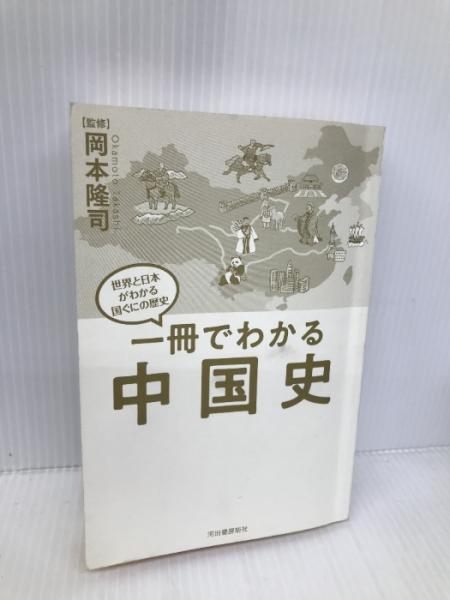 【監修】
岡本隆司
Okamoto Takashi
世界と日本
がわかる
国ぐにの歴史
一冊でわかる
中国史
河出書房新社